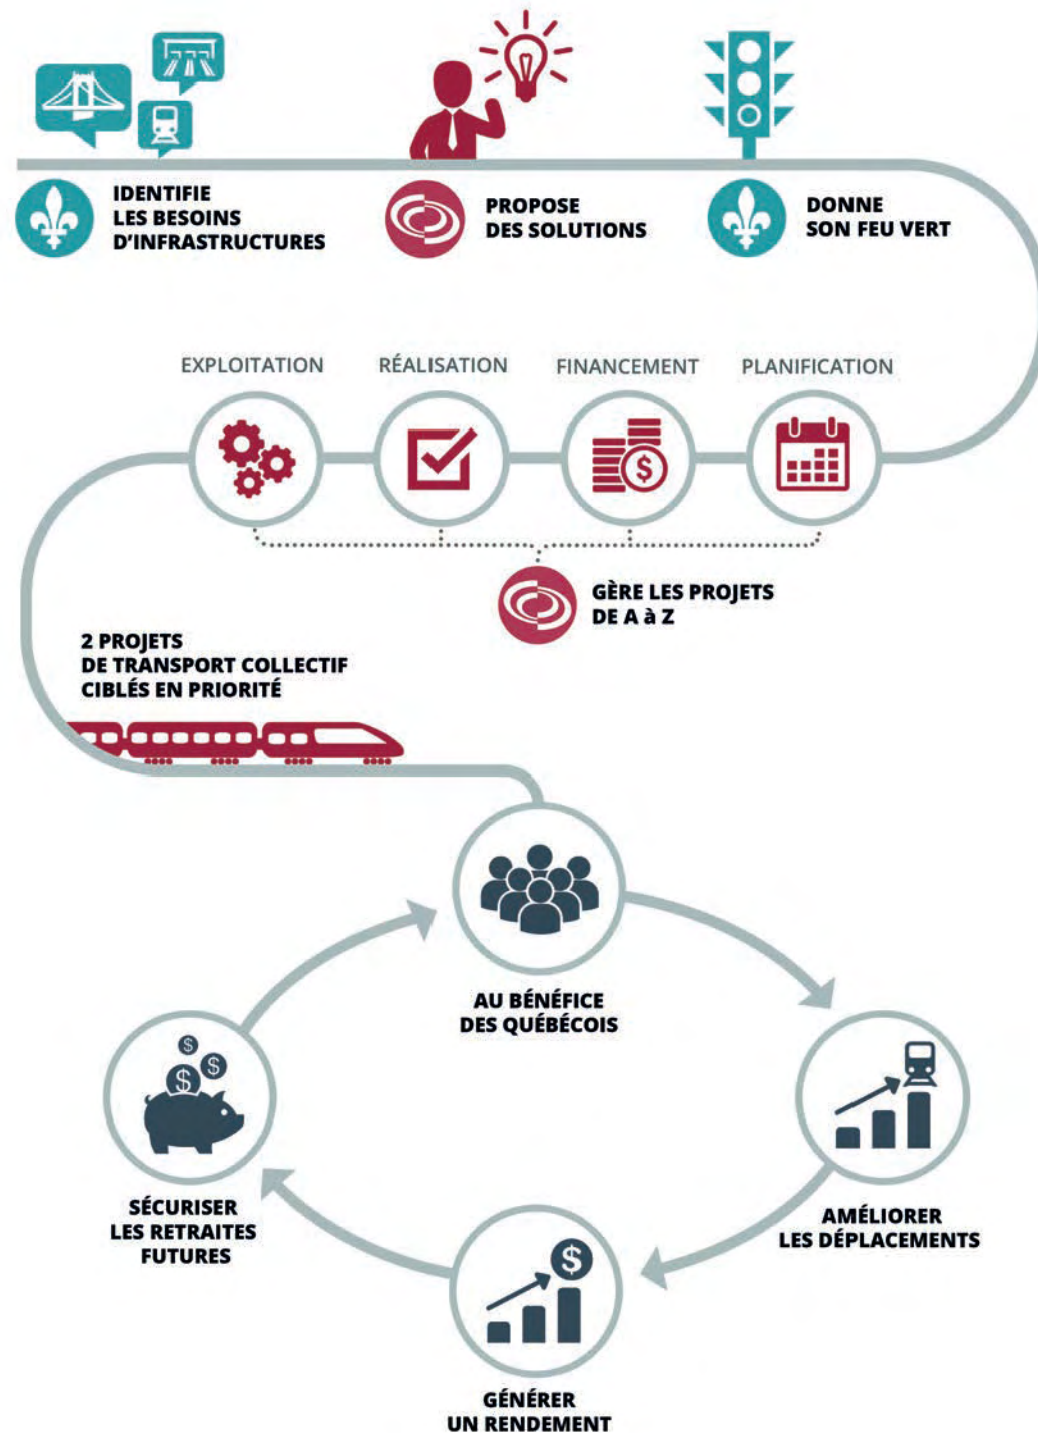 IDENTIFIE
LES BESOINS
D'INFRASTRUCTURES
PROPOSE
DES SOLUTIONS
DONNE
SON FEU VERT
EXPLOITATION
RÉALISATION
FINANCEMENT
PLANIFICATION
$
GÈRE LES PROJETS
DE A à Z
2 PROJETS
DE TRANSPORT COLLECTIF
CIBLÉS EN PRIORITÉ
AU BÉNÉFICE
DES QUÉBÉCOIS
$
$
$
SÉCURISER
LES RETRAITES
FUTURES
AMÉLIORER
LES DÉPLACEMENTS
$
GÉNÉRER
UN RENDEMENT